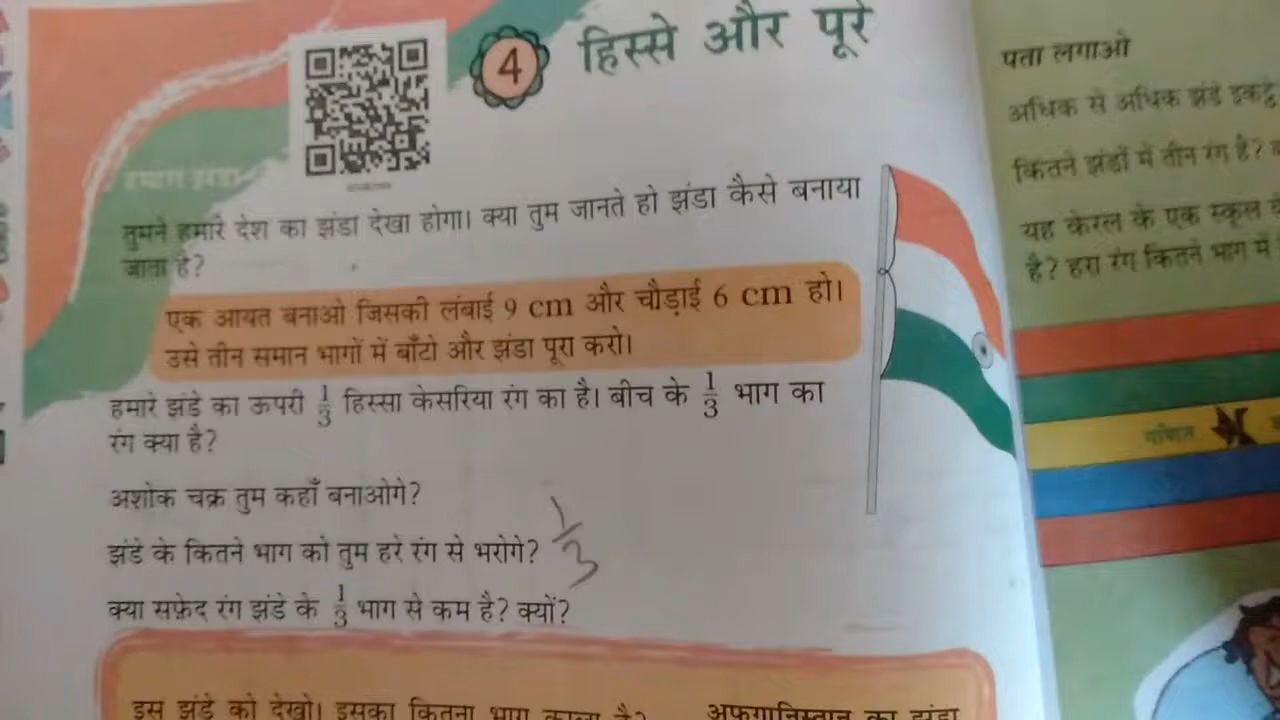 4 हिस्से और पूरे
तुमने हमारे देश का झंडा देखा होगा। क्या तुम जानते हो झंडा कैसे बनाया
जाता है?
एक आयत बनाओ जिसकी लंबाई 9 cm और चौड़ाई 6 cm हो।
उसे तीन समान भागों में बाँटो और झंडा पूरा करो।
हमारे झंडे का ऊपरी 1/3 हिस्सा केसरिया रंग का है। बीच के 1/3 भाग का
रंग क्या है?
अशोक चक्र तुम कहाँ बनाओगे?
झंडे के कितने भाग को तुम हरे रंग से भरोगे? 1/3
क्या सफ़ेद रंग झंडे के 1/3 भाग से कम है? क्यों?
इस झंडे को देखो। इसका कितना भाग काला है?
अफगानिस्तान का झंडा
पता लगाओ
अधिक से अधिक झंडे
कितने झंडों में तीन रंग है?
यह केरल के एक स्कूल
है? हरा रंग कितने भाग में
गणित